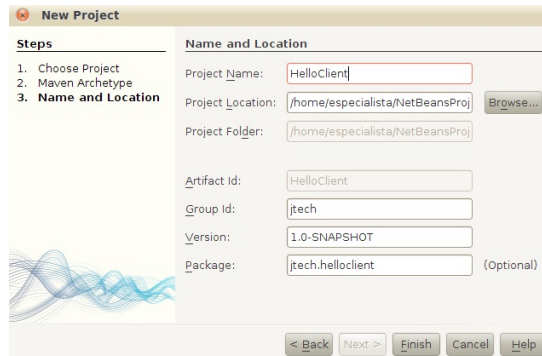 New Project
Steps
1. Choose Project
2. Maven Archetype
3. Name and Location
Name and Location
Project Name: HelloClient
Project Location: /home/especialista/NetBeansProj Browse...
Project Folder: /home/especialista/NetBeansProj
Artifact Id: HelloClient
Group Id: jtech
Version: 1.0-SNAPSHOT
Package: jtech.helloclient (Optional)
< Back Next > Finish Cancel Help